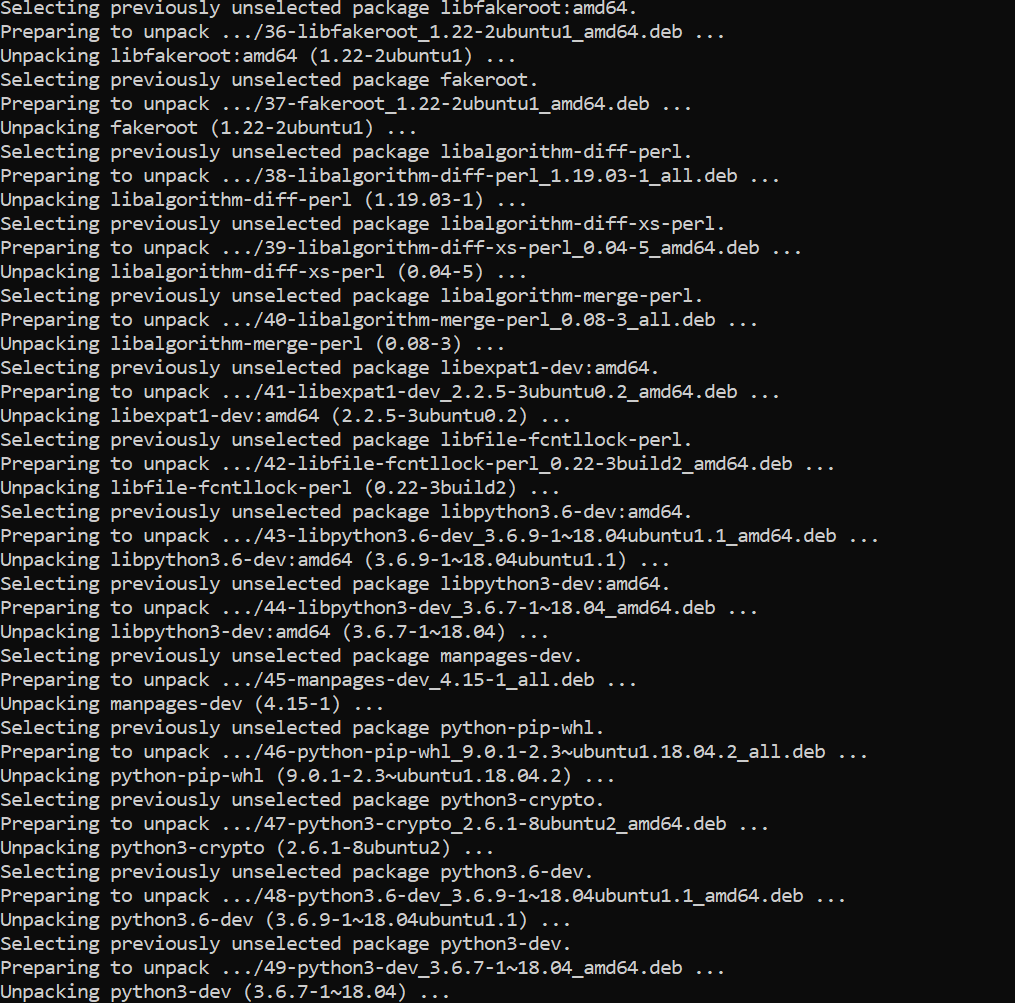 Selecting previously unselected package libfakeroot:amd64.
Preparing to unpack .../36-libfakeroot_1.22-2ubuntu1_amd64.deb ...
Unpacking libfakeroot:amd64 (1.22-2ubuntu1) ...
Selecting previously unselected package fakeroot.
Preparing to unpack .../37-fakeroot_1.22-2ubuntu1_amd64.deb ...
Unpacking fakeroot (1.22-2ubuntu1) ...
Selecting previously unselected package libalgorithm-diff-perl.
Preparing to unpack .../38-libalgorithm-diff-perl_1.19.03-1_all.deb ...
Unpacking libalgorithm-diff-perl (1.19.03-1) ...
Selecting previously unselected package libalgorithm-diff-xs-perl.
Preparing to unpack .../39-libalgorithm-diff-xs-perl_0.04-5_amd64.deb ...
Unpacking libalgorithm-diff-xs-perl (0.04-5) ...
Selecting previously unselected package libalgorithm-merge-perl.
Preparing to unpack .../40-libalgorithm-merge-perl_0.08-3_all.deb ...
Unpacking libalgorithm-merge-perl (0.08-3) ...
Selecting previously unselected package libexpat1-dev:amd64.
Preparing to unpack .../41-libexpat1-dev_2.2.5-3ubuntu0.2_amd64.deb ...
Unpacking libexpat1-dev:amd64 (2.2.5-3ubuntu0.2) ...
Selecting previously unselected package libfile-fcntllock-perl.
Preparing to unpack .../42-libfile-fcntllock-perl_0.22-3build2_amd64.deb ...
Unpacking libfile-fcntllock-perl (0.22-3build2) ...
Selecting previously unselected package libpython3.6-dev:amd64.
Preparing to unpack .../43-libpython3.6-dev_3.6.9-1~18.04ubuntu1.1_amd64.deb ...
Unpacking libpython3.6-dev:amd64 (3.6.9-1~18.04ubuntu1.1) ...
Selecting previously unselected package libpython3-dev:amd64.
Preparing to unpack .../44-libpython3-dev_3.6.7-1~18.04_amd64.deb ...
Unpacking libpython3-dev:amd64 (3.6.7-1~18.04) ...
Selecting previously unselected package manpages-dev.
Preparing to unpack .../45-manpages-dev_4.15-1_all.deb ...
Unpacking manpages-dev (4.15-1) ...
Selecting previously unselected package python-pip-whl.
Preparing to unpack .../46-python-pip-whl_9.0.1-2.3~ubuntu1.18.04.2_all.deb ...
Unpacking python-pip-whl (9.0.1-2.3~ubuntu1.18.04.2) ...
Selecting previously unselected package python3-crypto.
Preparing to unpack .../47-python3-crypto_2.6.1-8ubuntu2_amd64.deb ...
Unpacking python3-crypto (2.6.1-8ubuntu2) ...
Selecting previously unselected package python3.6-dev.
Preparing to unpack .../48-python3.6-dev_3.6.9-1~18.04ubuntu1.1_amd64.deb ...
Unpacking python3.6-dev (3.6.9-1~18.04ubuntu1.1) ...
Selecting previously unselected package python3-dev.
Preparing to unpack .../49-python3-dev_3.6.7-1~18.04_amd64.deb ...
Unpacking python3-dev (3.6.7-1~18.04) ...